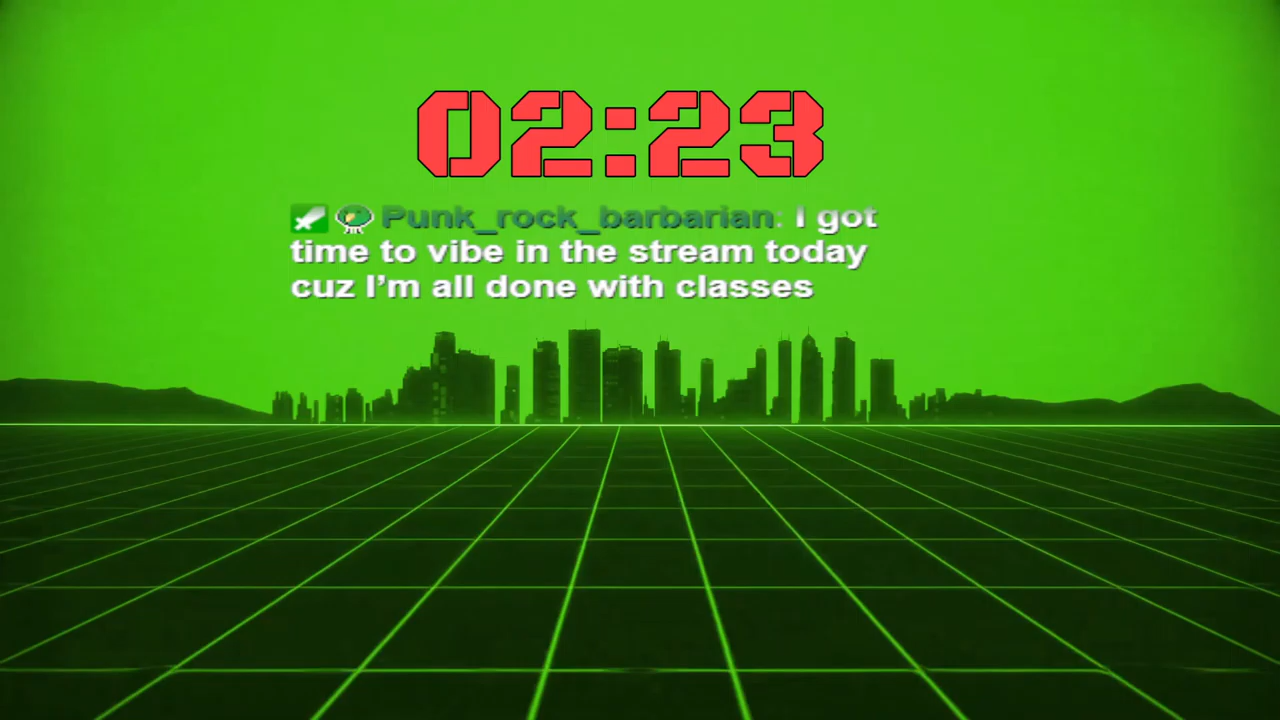 02:23
Punk_rock_barbarian: I got
time to vibe in the stream today
cuz I’m all done with classes